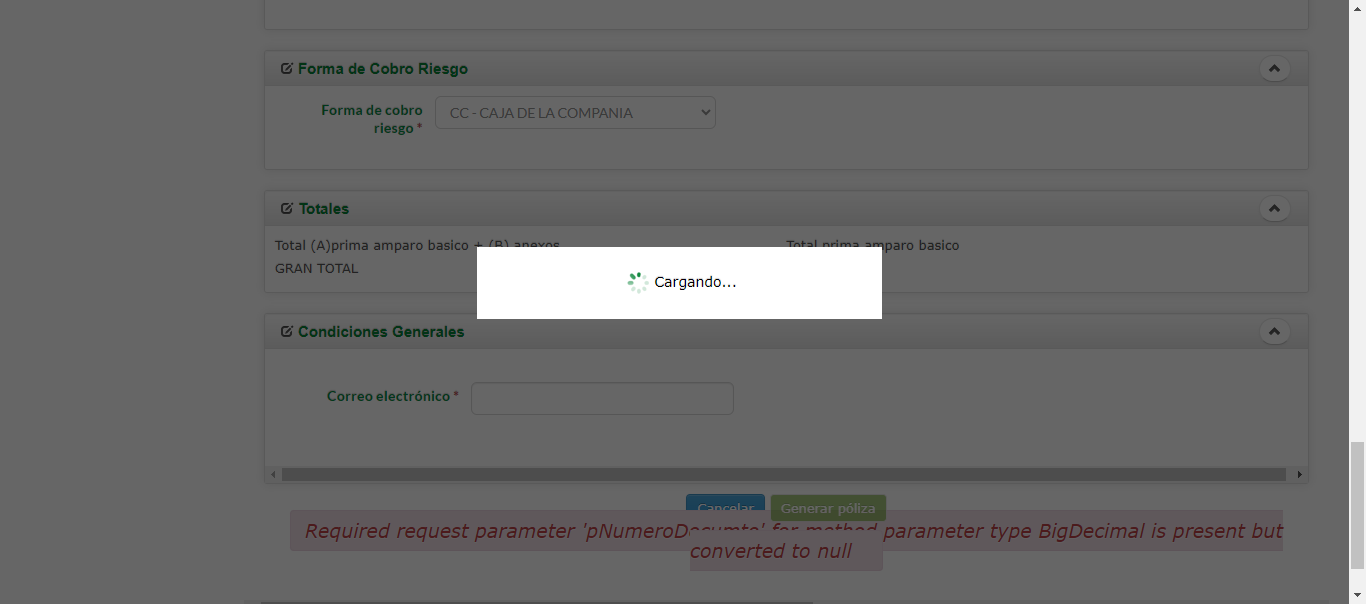 Forma de Cobro Riesgo
Forma de cobro
riesgo *
CC - CAJA DE LA COMPANIA
Totales
Total (A)prima amparo basico + (B) anexos
Total prima amparo basico
GRAN TOTAL
Cargando...
Condiciones Generales
Correo electrónico *
Cancelar
Generar póliza
Required request parameter 'pNumeroDocumto' for method parameter type BigDecimal is present but
converted to null